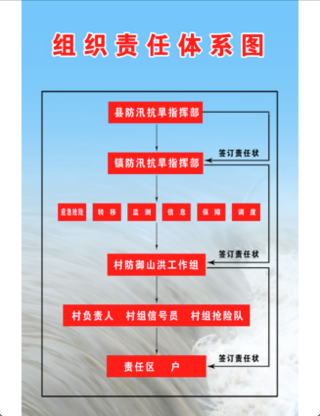 组织责任体系图
县防汛抗旱指挥部
签订责任状
镇防汛抗旱指挥部
应急抢险 转移 监测 信息 保障 调度
签订责任状
村防御山洪工作组
村负责人 村组信号员 村组抢险队
签订责任状
责任区 户